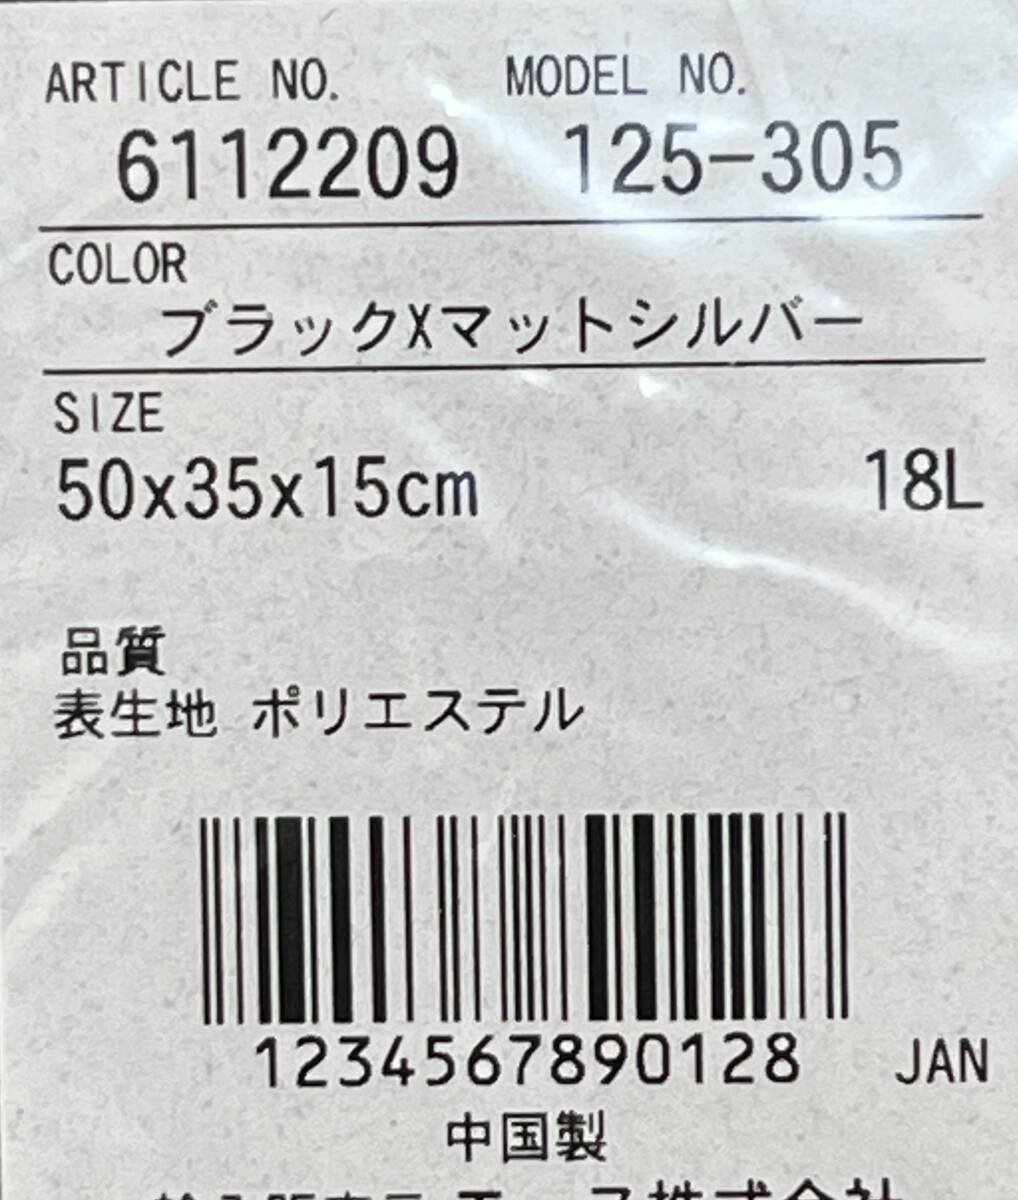 ARTICLE NO. MODEL NO.
6112209 125-305
COLOR
ブラックXマットシルバー
SIZE
50x35x15cm 18L
品質
表生地 ポリエステル
1234567890128 JAN
中国製